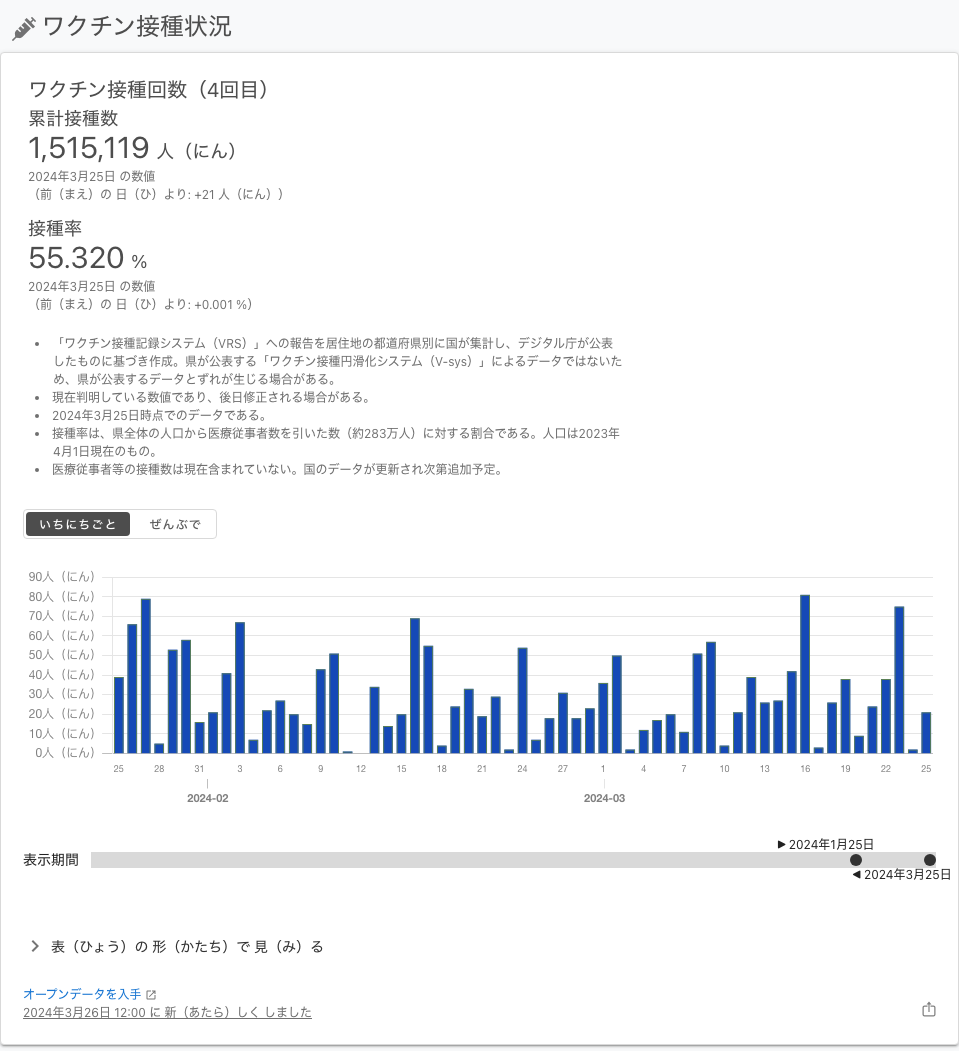 ワクチン接種状況
ワクチン接種回数（4回目）
累計接種数
1,515,119 人（にん）
2024年3月25日 の数値
（前（まえ）の 日（ひ）より: +21 人（にん））
接種率
55.320 %
2024年3月25日 の数値
（前（まえ）の 日（ひ）より: +0.001 %）
• 「ワクチン接種記録システム（VRS）」への報告を居住地の都道府県別に国が集計し、デジタル庁が公表
したものに基づき作成。県が公表する「ワクチン接種円滑化システム（V-sys）」によるデータではないた
め、県が公表するデータとずれが生じる場合がある。
• 現在判明している数値であり、後日修正される場合がある。
• 2024年3月25日時点でのデータである。
• 接種率は、県全体の人口から医療従事者数を引いた数（約283万人）に対する割合である。人口は2023年
4月1日現在のもの。
• 医療従事者等の接種数は現在含まれていない。国のデータが更新され次第追加予定。
いちにちごと ぜんぶで
90人（にん）
80人（にん）
70人（にん）
60人（にん）
50人（にん）
40人（にん）
30人（にん）
20人（にん）
10人（にん）
0人（にん）
25 28 31 3 6 9 12 15 18 21 24 27 1 4 7 10 13 16 19 22 25
2024-02 2024-03
▶ 2024年1月25日
表示期間
◀ 2024年3月25日
表（ひょう）の 形（かたち）で 見（み）る
オープンデータを入手
2024年3月26日 12:00 に 新（あたら）しく しました